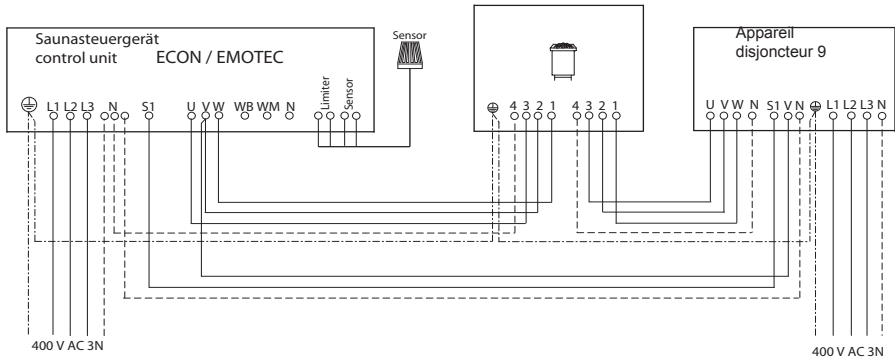 Saunasteuergerät
control unit ECON / EMOTEC
Sensor
Appareil
disjoncteur 9
L1 L2 L3 N S1 U V W WB WM N Limiter Sensor
4 3 2 1 4 3 2 1
U V W N S1 V N L1 L2 L3 N
400 V AC 3N
400 V AC 3N